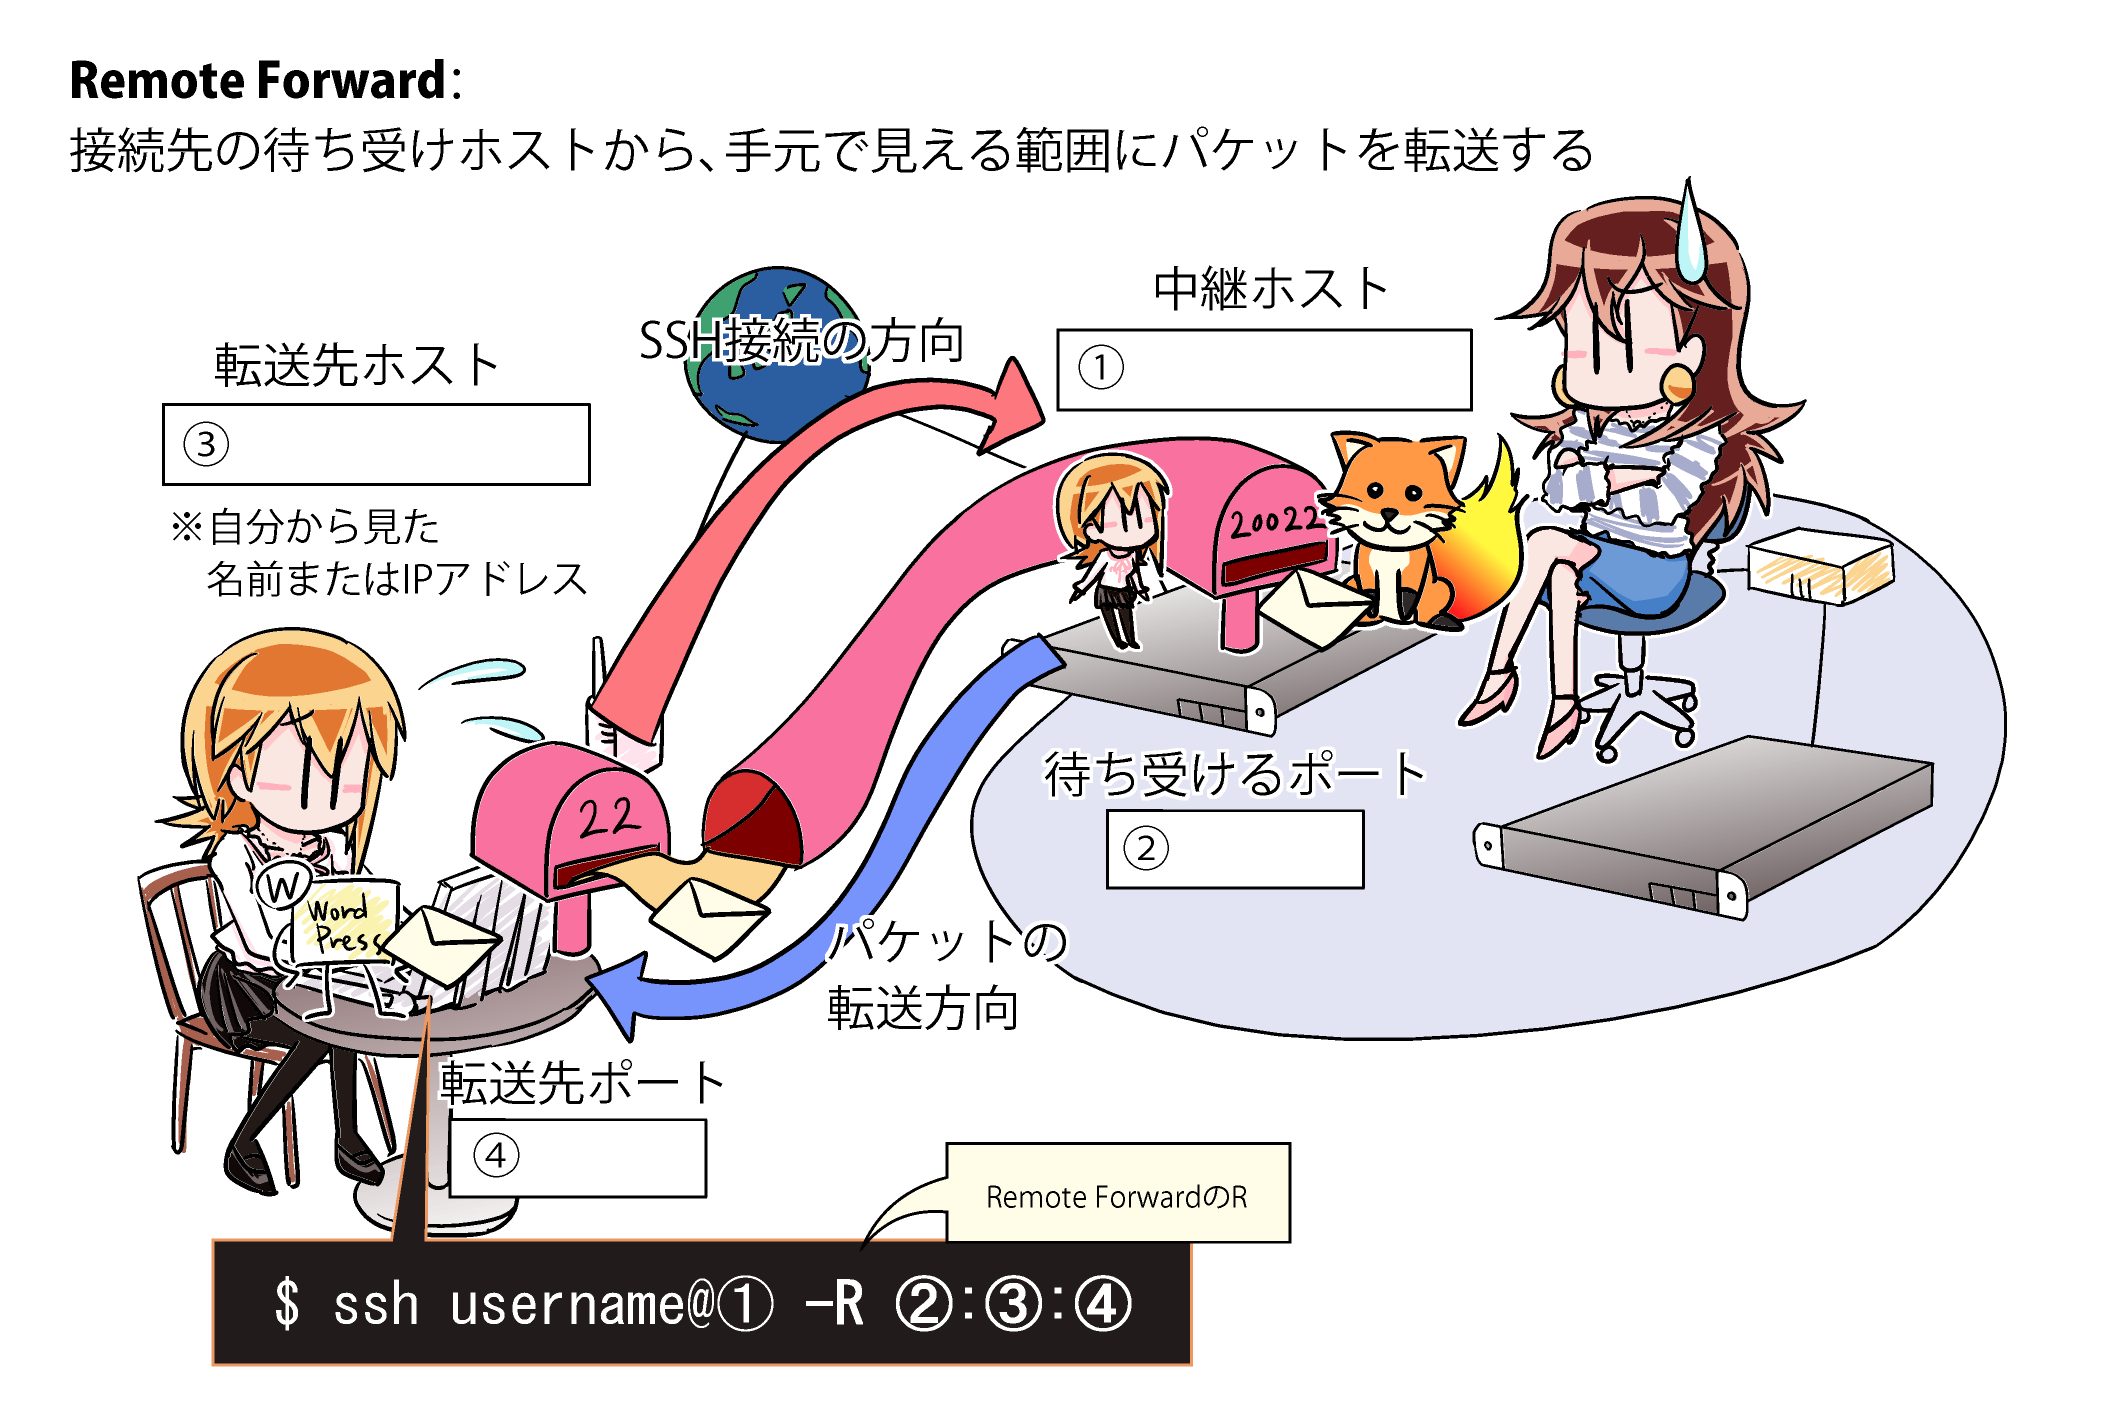 Remote Forward:
接続先の待ち受けホストから、手元で見える範囲にパケットを転送する
SSH接続の方向
中継ホスト
①
転送先ホスト
③
※自分から見た
名前またはIPアドレス
20022
22
待ち受けるポート
②
W
Word
Press
パケットの
転送方向
転送先ポート
④
Remote ForwardのR
$ ssh username@① -R ②:③:④